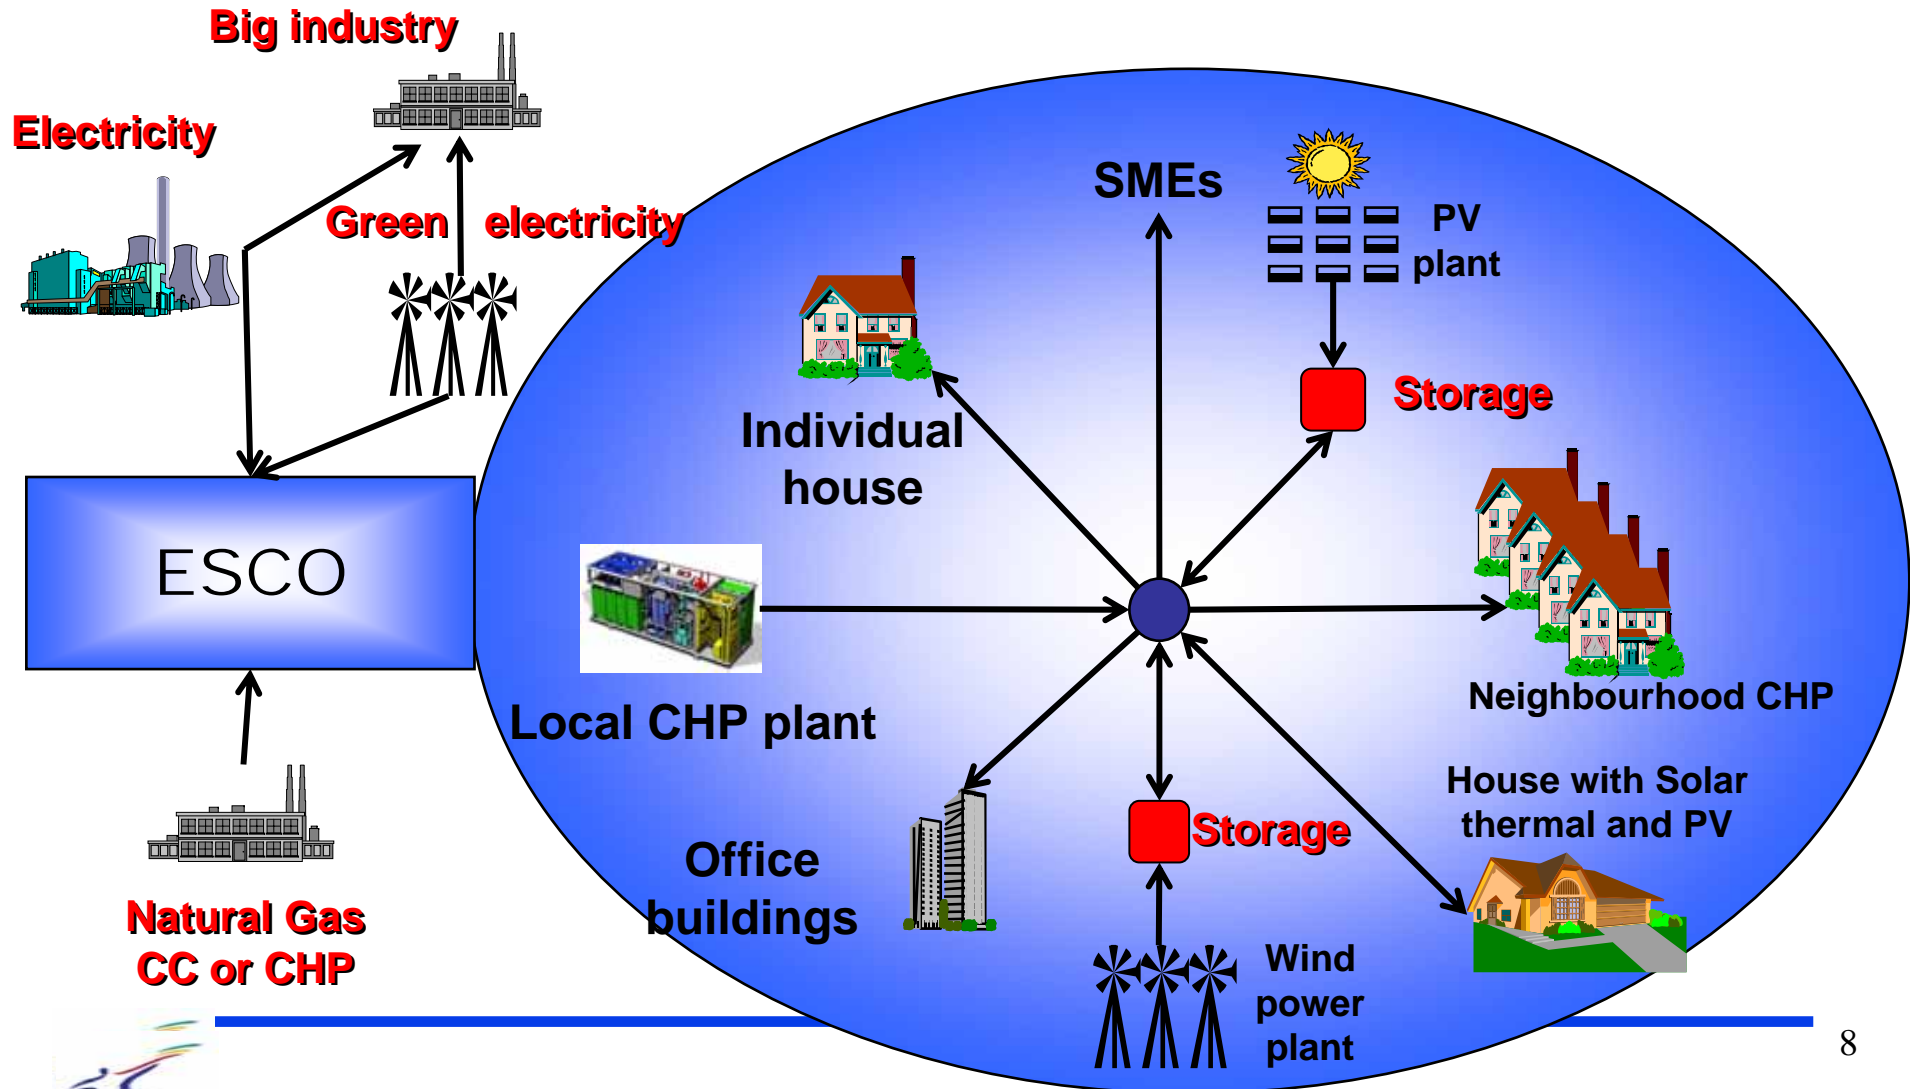 Big industry
Electricity
Green electricity
SMEs
PV
plant
Storage
Individual
house
ESCO
Local CHP plant
Neighbourhood CHP
House with Solar
thermal and PV
Storage
Office
buildings
Natural Gas
CC or CHP
Wind
power
plant
8